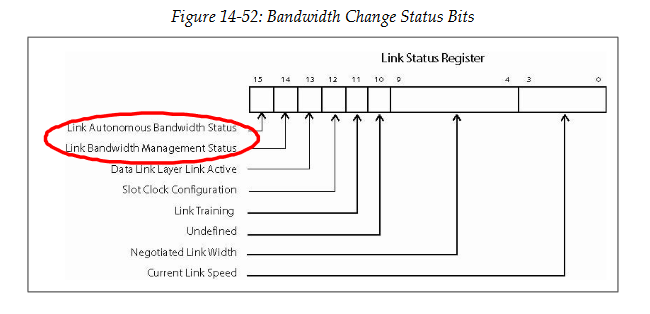 Figure 14-52: Bandwidth Change Status Bits
Link Status Register
15 14 13 12 11 10 9 4 3 0
Link Autonomous Bandwidth Status
Link Bandwidth Management Status
Data Link Layer Link Active
Slot Clock Configuration
Link Training
Undefined
Negotiated Link Width
Current Link Speed